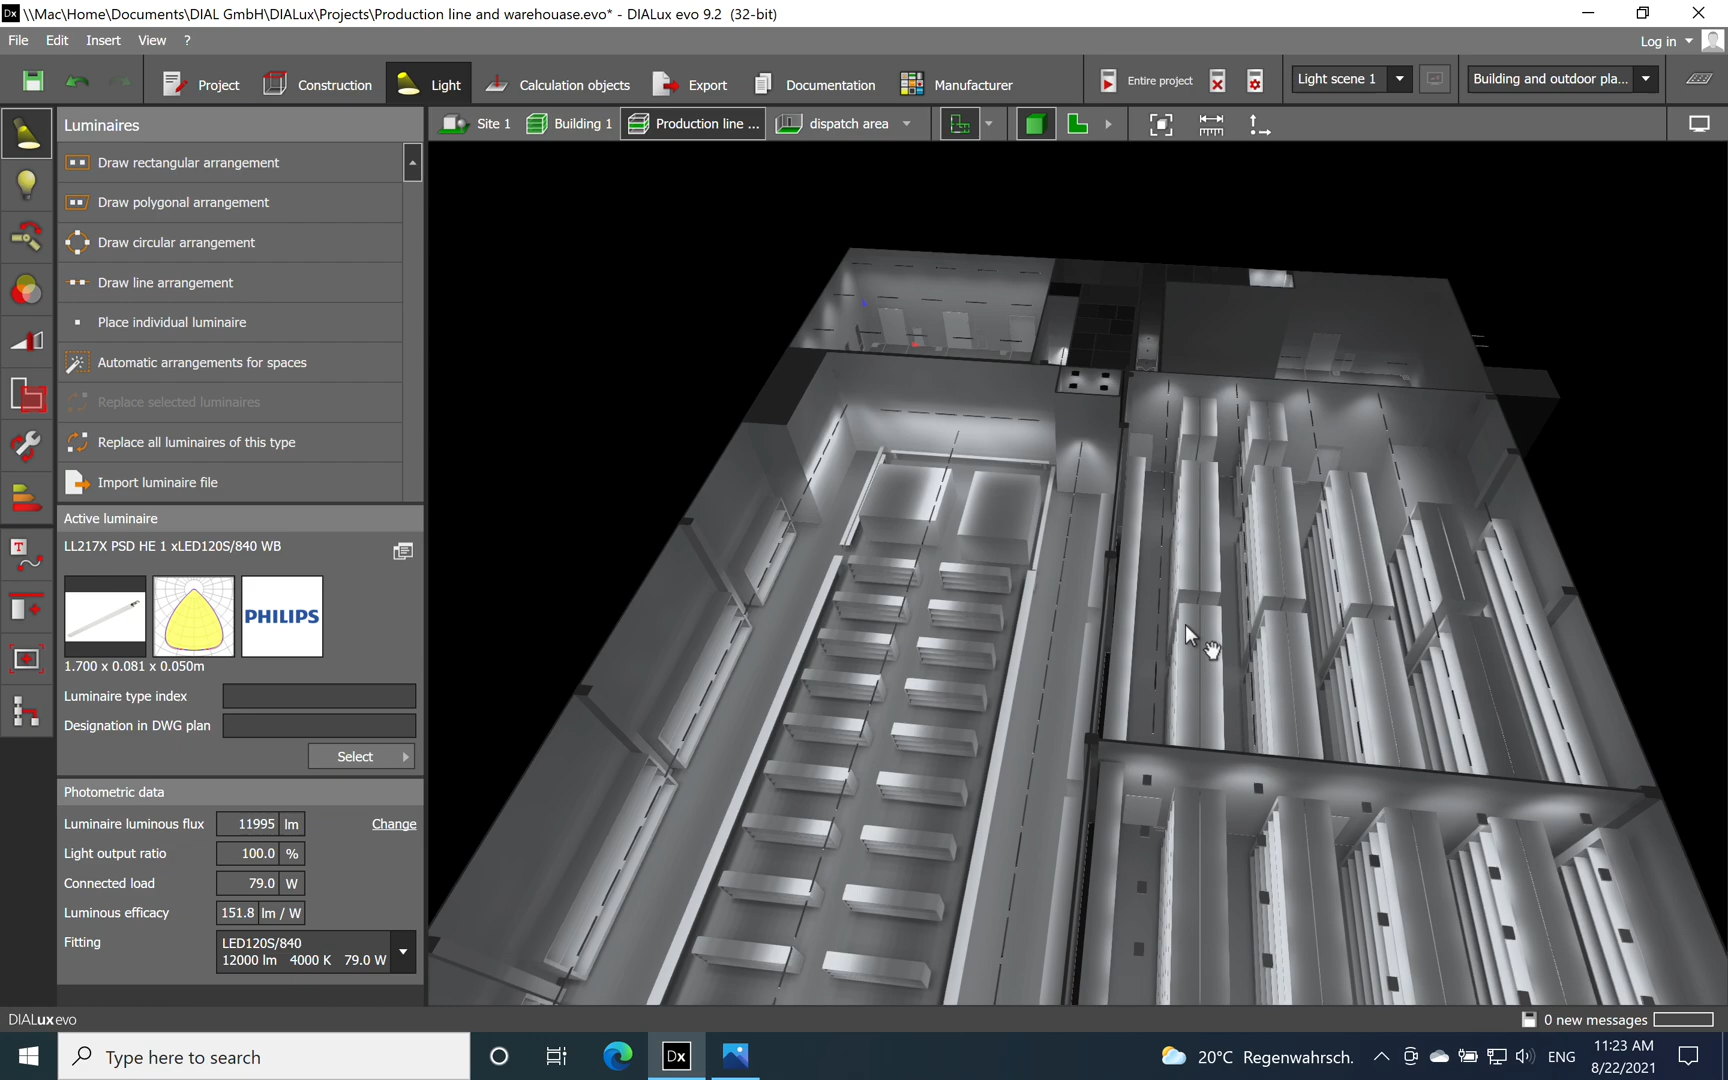 Dx \\Mac\Home\Documents\DIAL GmbH\DIALux\Projects\Production line and warehouase.evo* - DIALux evo 9.2 (32-bit)
File Edit Insert View ? Log in
Project Construction Light Calculation objects Export Documentation Manufacturer Entire project Light scene 1 Building and outdoor pla...
Luminaires Site 1 Building 1 Production line ... dispatch area
Draw rectangular arrangement
Draw polygonal arrangement
Draw circular arrangement
Draw line arrangement
Place individual luminaire
Automatic arrangements for spaces
Replace selected luminaires
Replace all luminaires of this type
Import luminaire file
Active luminaire
LL217X PSD HE 1 xLED120S/840 WB
PHILIPS
1.700 x 0.081 x 0.050m
Luminaire type index
Designation in DWG plan
Select
Photometric data
Luminaire luminous flux 11995 lm Change
Light output ratio 100.0 %
Connected load 79.0 W
Luminous efficacy 151.8 lm / W
Fitting LED120S/840
12000 lm 4000 K 79.0 W
DIALux evo 0 new messages
Type here to search Dx 20°C Regenwahrsch. ENG 11:23 AM
8/22/2021